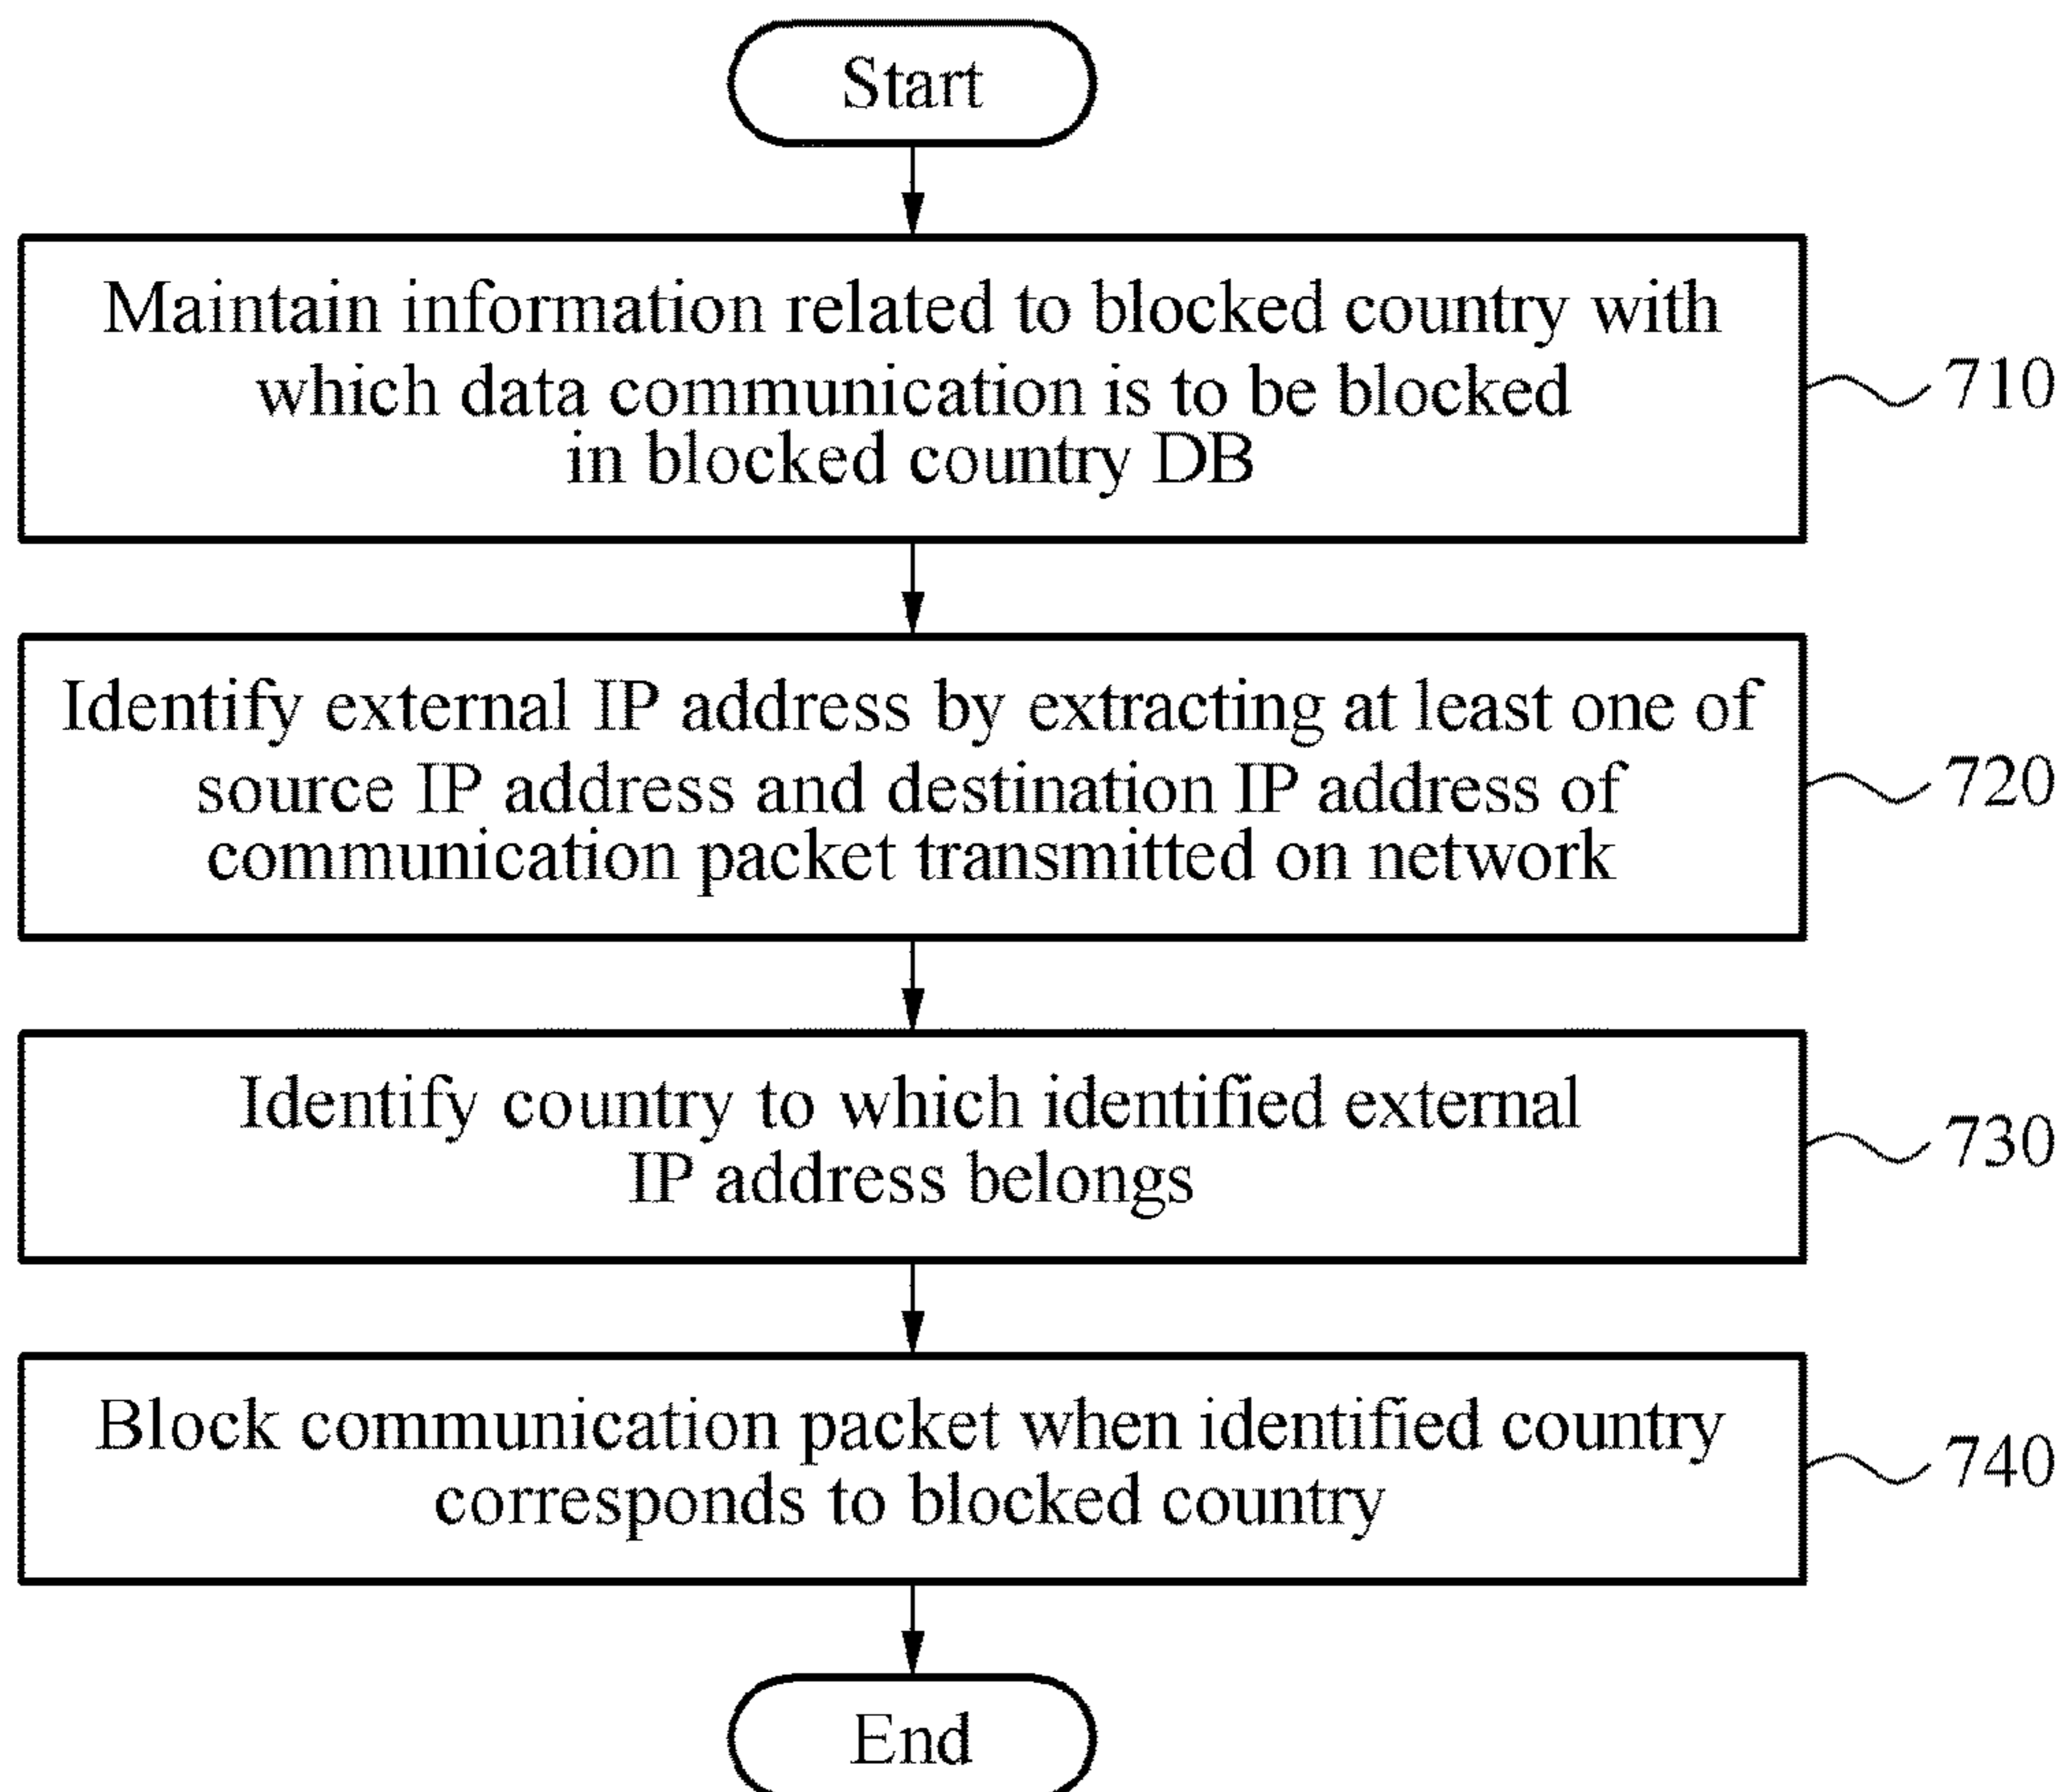 Start
Maintain information related to blocked country with
which data communication is to be blocked
in blocked country DB
710
Identify external IP address by extracting at least one of
source IP address and destination IP address of
communication packet transmitted on network
720
Identify country to which identified external
IP address belongs
730
Block communication packet when identified country
corresponds to blocked country
740
End